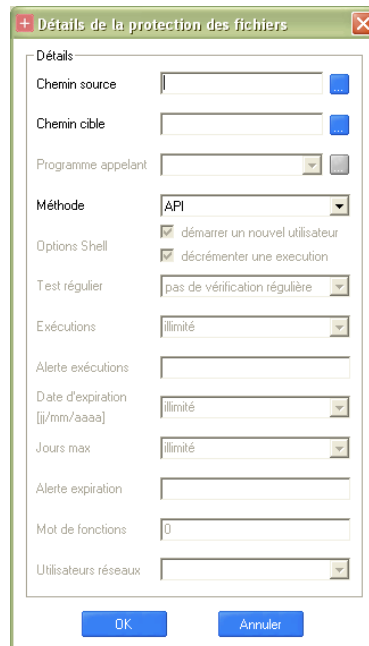 Détails de la protection des fichiers
Détails
Chemin source
...
Chemin cible
...
Programme appelant
...
Méthode API
Options Shell
démarrer un nouvel utilisateur
décrémenter une execution
Test régulier pas de vérification régulière
Exécutions illimité
Alerte exécutions
Date d'expiration
[jj/mm/aaaa]
illimité
Jours max illimité
Alerte expiration
Mot de fonctions 0
Utilisateurs réseaux
OK Annuler